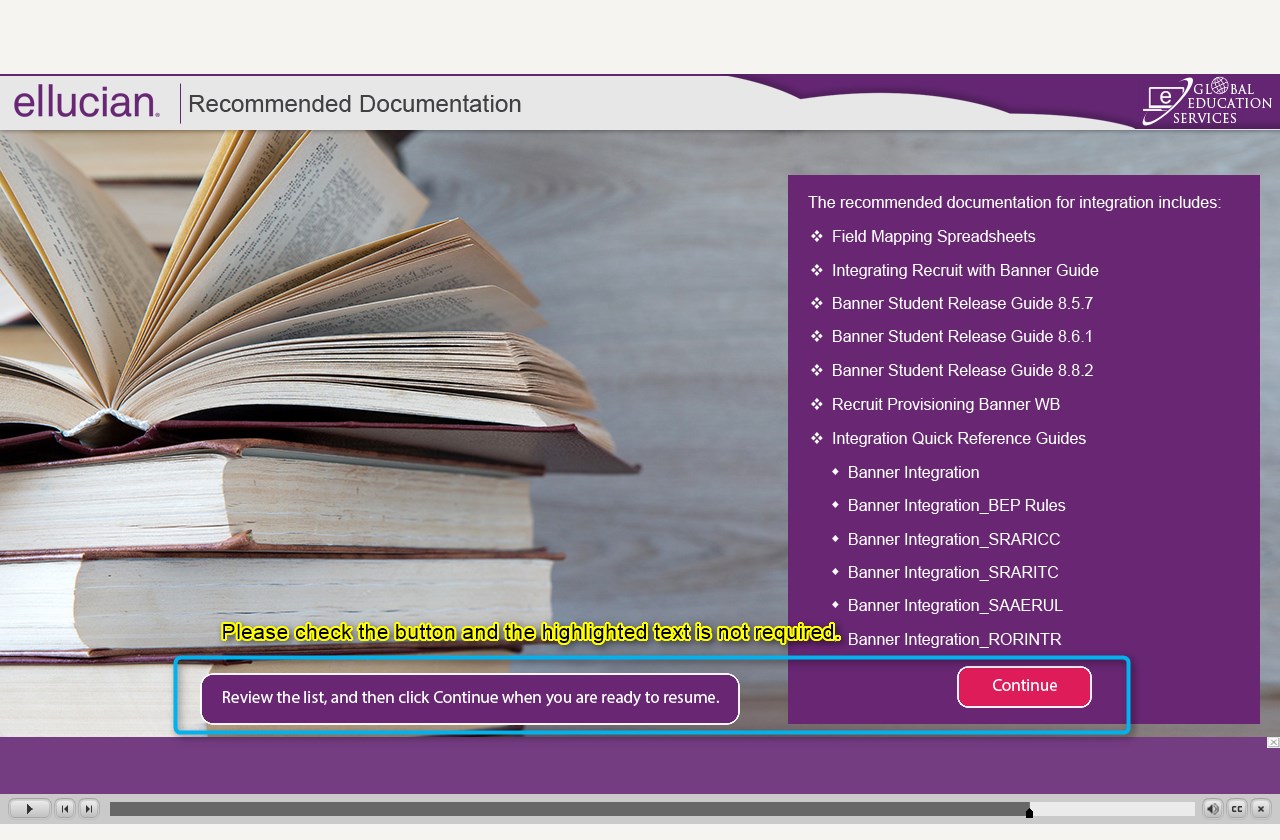 ellucian.
Recommended Documentation
e GLOBAL
EDUCATION
SERVICES
The recommended documentation for integration includes:
❖ Field Mapping Spreadsheets
❖ Integrating Recruit with Banner Guide
❖ Banner Student Release Guide 8.5.7
❖ Banner Student Release Guide 8.6.1
❖ Banner Student Release Guide 8.8.2
❖ Recruit Provisioning Banner WB
❖ Integration Quick Reference Guides
◆ Banner Integration
◆ Banner Integration_BEP Rules
◆ Banner Integration_SRARICC
◆ Banner Integration_SRARITC
◆ Banner Integration_SAAERUL
Banner Integration_RORINTR
Please check the button and the highlighted text is not required.
Review the list, and then click Continue when you are ready to resume.
Continue
CC